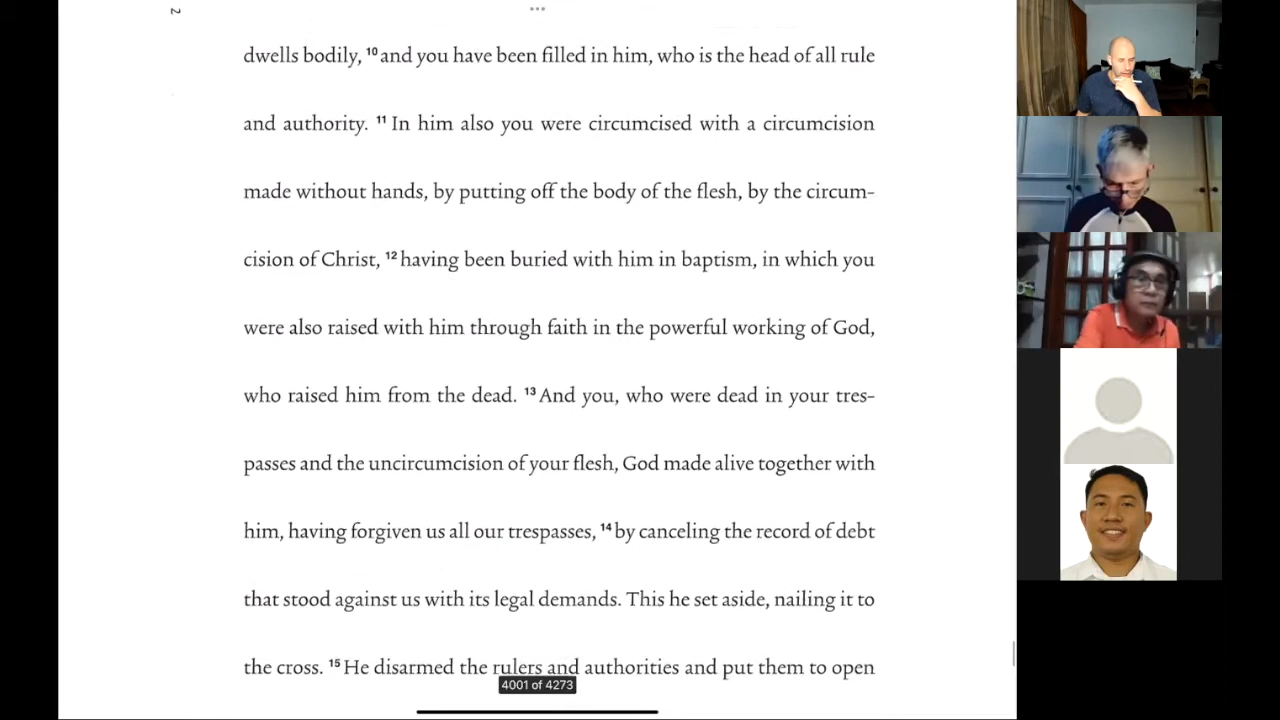 2
dwells bodily, ¹⁰ and you have been filled in him, who is the head of all rule
and authority. ¹¹ In him also you were circumcised with a circumcision
made without hands, by putting off the body of the flesh, by the circum-
cision of Christ, ¹² having been buried with him in baptism, in which you
were also raised with him through faith in the powerful working of God,
who raised him from the dead. ¹³ And you, who were dead in your tres-
passes and the uncircumcision of your flesh, God made alive together with
him, having forgiven us all our trespasses, ¹⁴ by canceling the record of debt
that stood against us with its legal demands. This he set aside, nailing it to
the cross. ¹⁵ He disarmed the rulers and authorities and put them to open
4001 of 4273